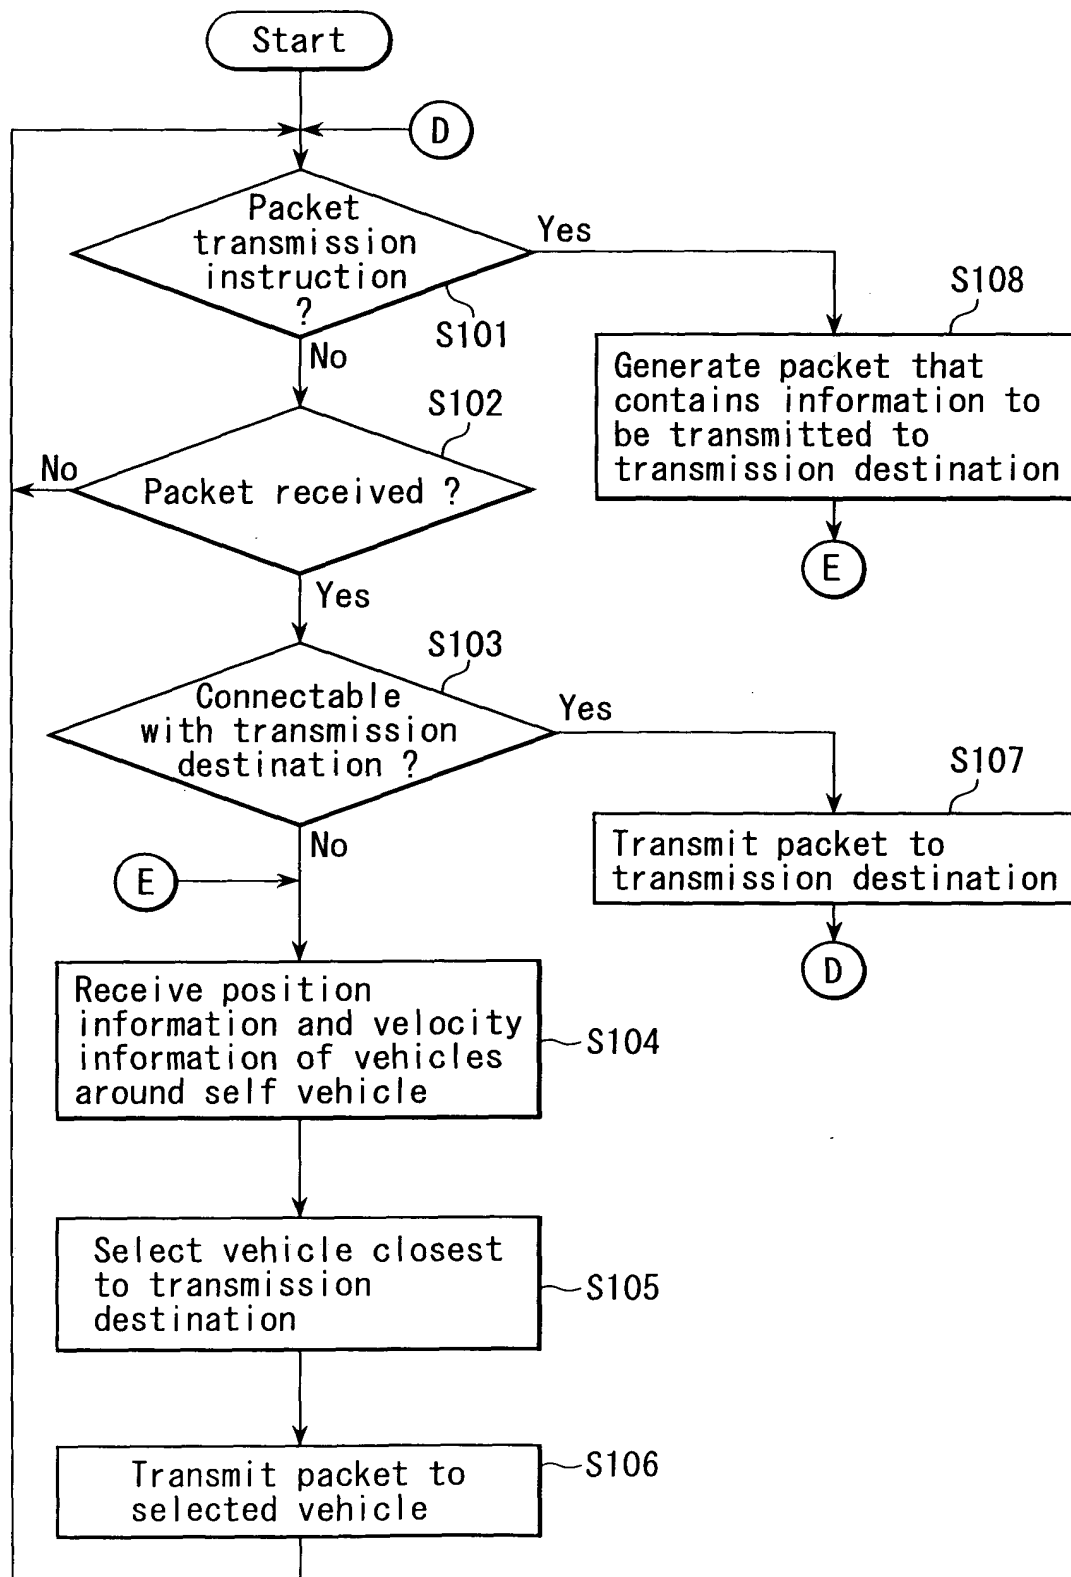 Start
D
Packet
transmission
instruction
?
Yes
S101
No
S108
Generate packet that
contains information to
be transmitted to
transmission destination
E
S102
Packet received ?
No
Yes
S103
Connectable
with transmission
destination ?
Yes
No
S107
Transmit packet to
transmission destination
D
E
Receive position
information and velocity
information of vehicles
around self vehicle
S104
Select vehicle closest
to transmission
destination
S105
Transmit packet to
selected vehicle
S106